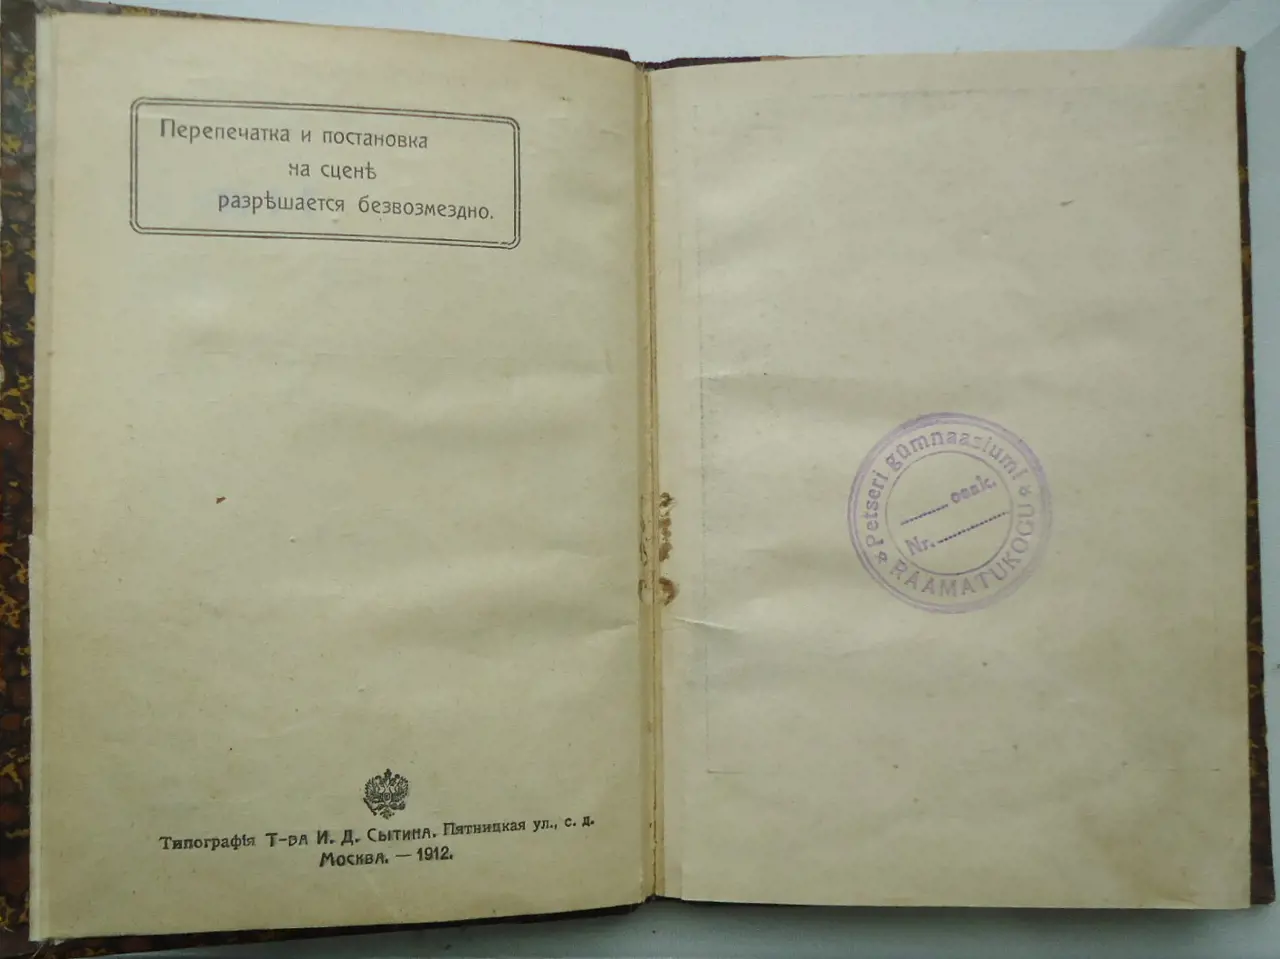 Перепечатка и постановка
на сценѣ
разрѣшается безвозмездно.
Типографія Т-ва И. Д. Сытина. Пятницкая ул., с. д.
Москва. — 1912.
Petseri gümnaasiumi
osak.
Nr.
RAAMATUKOGU